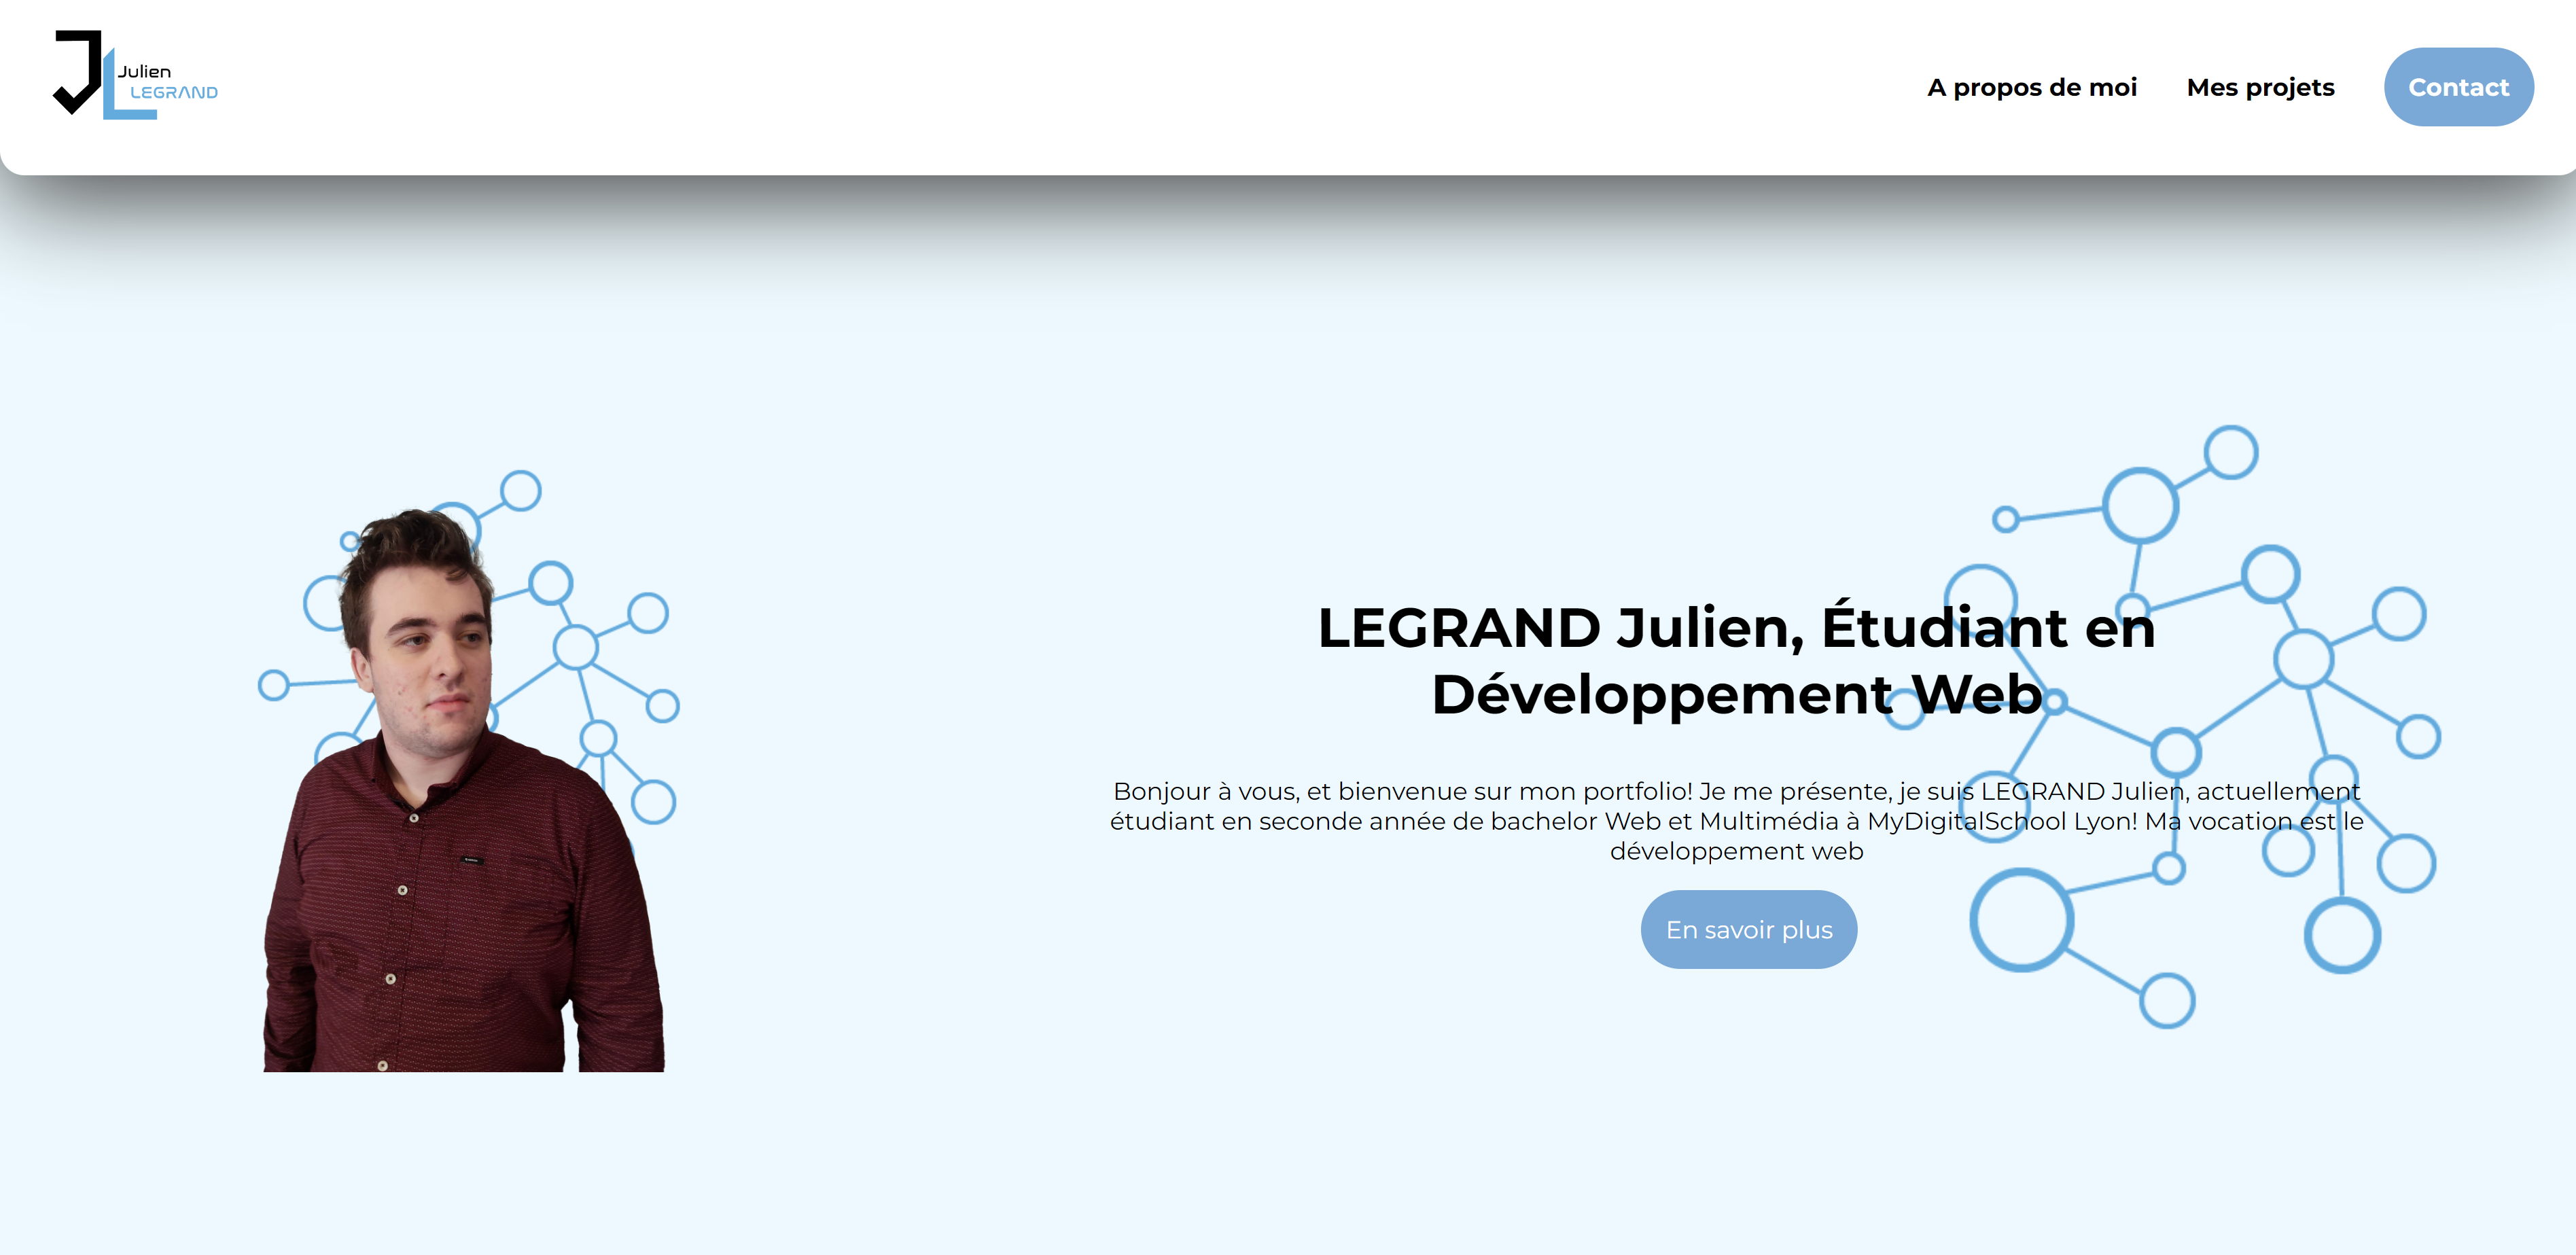 Julien
LEGRAND
A propos de moi
Mes projets
Contact
LEGRAND Julien, Étudiant en
Développement Web
Bonjour à vous, et bienvenue sur mon portfolio! Je me présente, je suis LEGRAND Julien, actuellement
étudiant en seconde année de bachelor Web et Multimédia à MyDigitalSchool Lyon! Ma vocation est le
développement web
En savoir plus